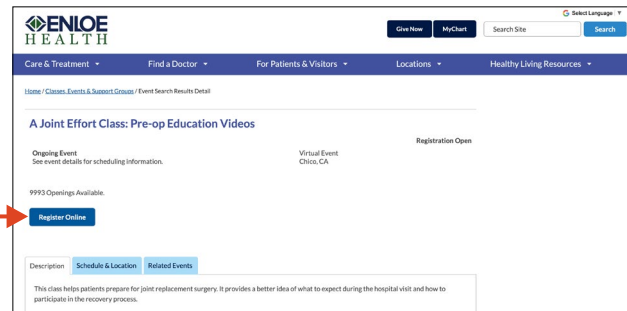 Select Language ▼
ENLOE
HEALTH
Give Now
MyChart
Search Site
Search
Care & Treatment
Find a Doctor
For Patients & Visitors
Locations
Healthy Living Resources
Home / Classes, Events & Support Groups / Event Search Results Detail
A Joint Effort Class: Pre-op Education Videos
Registration Open
Ongoing Event
See event details for scheduling information.
Virtual Event
Chico, CA
9993 Openings Available.
Register Online
Description
Schedule & Location
Related Events
This class helps patients prepare for joint replacement surgery. It provides a better idea of what to expect during the hospital visit and how to
participate in the recovery process.